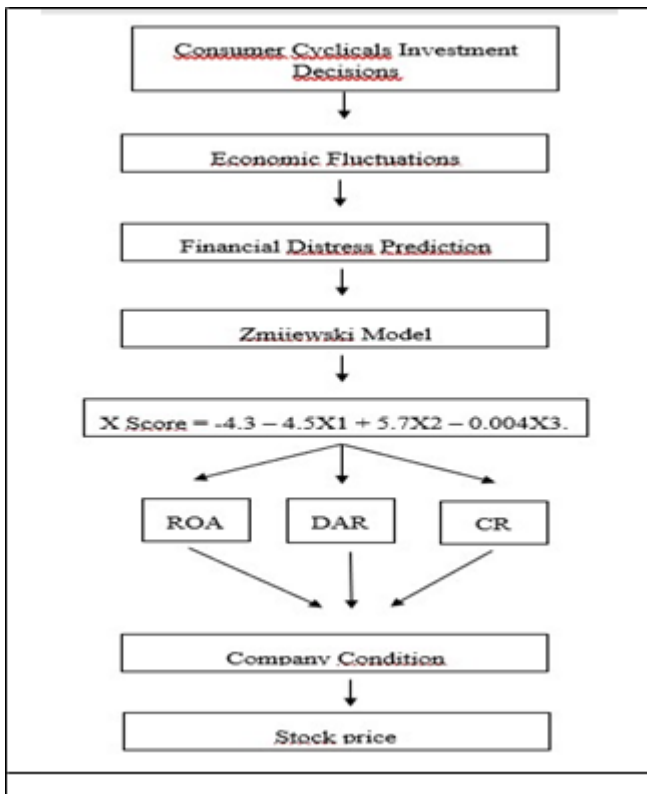 Consumer Cyclicals Investment
Decisions
Economic Fluctuations
Financial Distress Prediction
Zmijewski Model
X Score = -4.3 – 4.5X1 + 5.7X2 – 0.004X3.
ROA DAR CR
Company Condition
Stock price